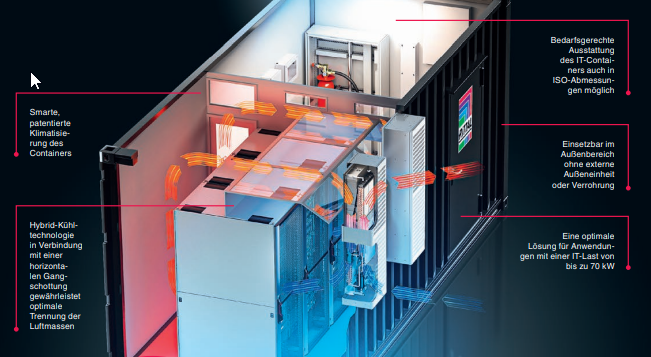 Smarte,
patentierte
Klimatisie-
rung des
Containers
Hybrid-Kühl-
technologie
in Verbindung
mit einer
horizonta-
len Gang-
schottung
gewährleistet
optimale
Trennung der
Luftmassen
Bedarfsgerechte
Ausstattung
des IT-Contai-
ners auch in
ISO-Abmessun-
gen möglich
Einsetzbar im
Außenbereich
ohne externe
Außeneinheit
oder Verrohrung
Eine optimale
Lösung für Anwendun-
gen mit einer IT-Last von
bis zu 70 kW